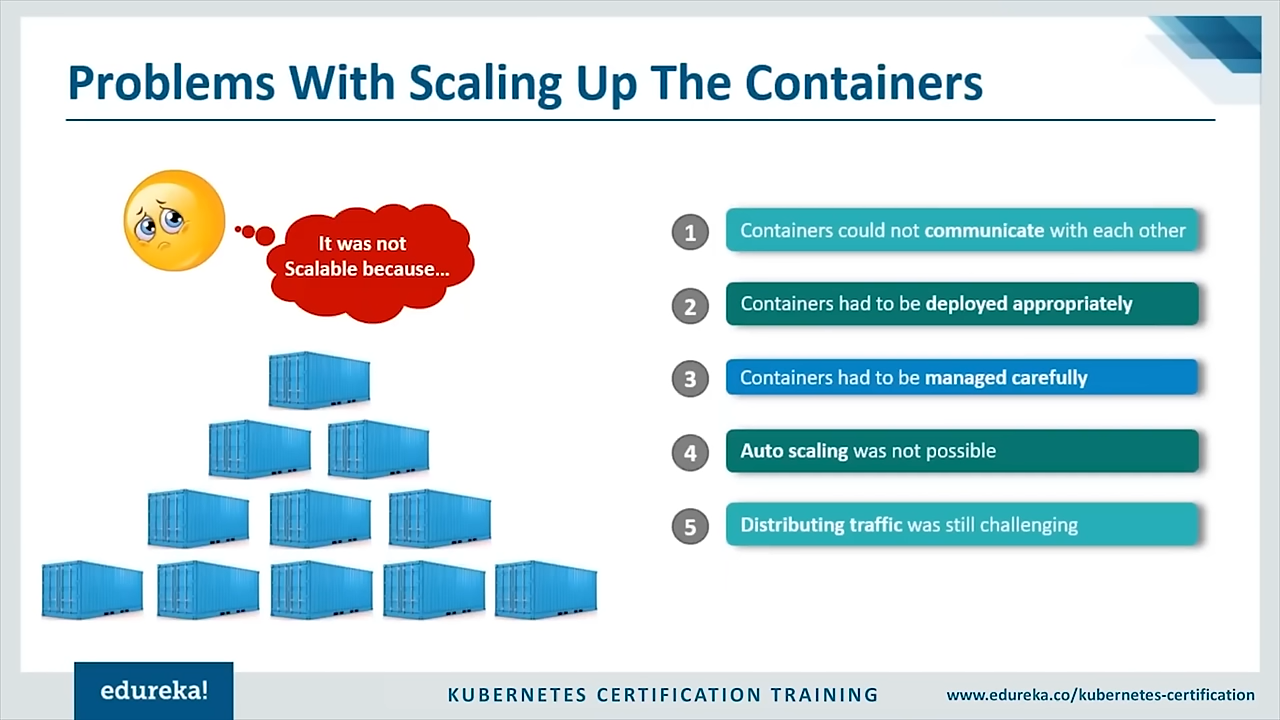 Problems With Scaling Up The Containers
It was not
Scalable because...
1
Containers could not communicate with each other
2
Containers had to be deployed appropriately
3
Containers had to be managed carefully
4
Auto scaling was not possible
5
Distributing traffic was still challenging
edureka!
KUBERNETES CERTIFICATION TRAINING
www.edureka.co/kubernetes-certification